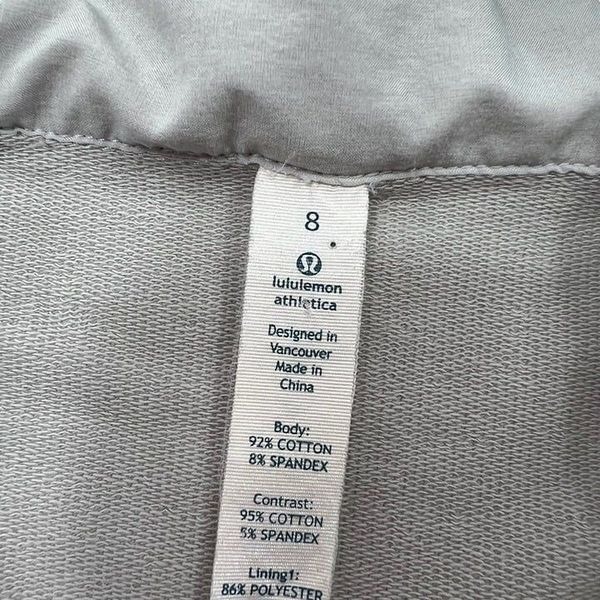 8
lululemon
athletica
Designed in
Vancouver
Made in
China
Body:
92% COTTON
8% SPANDEX
Contrast:
95% COTTON
5% SPANDEX
Lining1:
86% POLYESTER